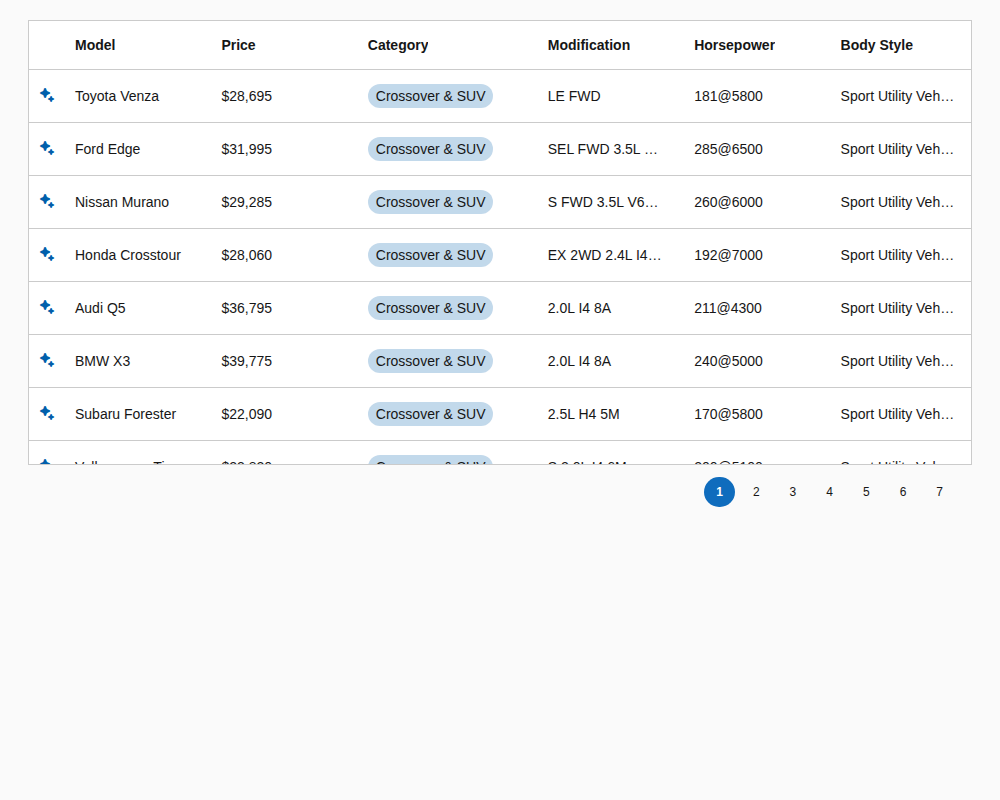 Model Price Category Modification Horsepower Body Style
Toyota Venza $28,695 Crossover & SUV LE FWD 181@5800 Sport Utility Veh…
Ford Edge $31,995 Crossover & SUV SEL FWD 3.5L … 285@6500 Sport Utility Veh…
Nissan Murano $29,285 Crossover & SUV S FWD 3.5L V6… 260@6000 Sport Utility Veh…
Honda Crosstour $28,060 Crossover & SUV EX 2WD 2.4L I4… 192@7000 Sport Utility Veh…
Audi Q5 $36,795 Crossover & SUV 2.0L I4 8A 211@4300 Sport Utility Veh…
BMW X3 $39,775 Crossover & SUV 2.0L I4 8A 240@5000 Sport Utility Veh…
Subaru Forester $22,090 Crossover & SUV 2.5L H4 5M 170@5800 Sport Utility Veh…
1 2 3 4 5 6 7